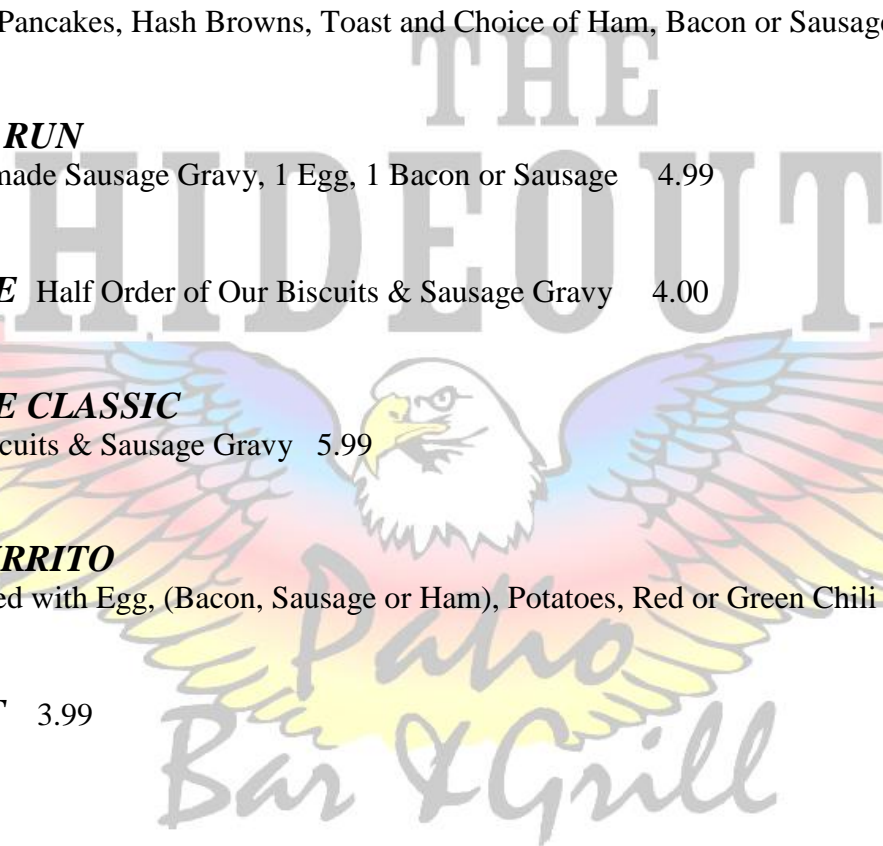 Pancakes, Hash Browns, Toast and Choice of Ham, Bacon or Sausage
THE
RUN
made Sausage Gravy, 1 Egg, 1 Bacon or Sausage 4.99
HIDEOUT
E Half Order of Our Biscuits & Sausage Gravy 4.00
E CLASSIC
cuits & Sausage Gravy 5.99
RRITO
ed with Egg, (Bacon, Sausage or Ham), Potatoes, Red or Green Chili
Patio
T 3.99
Bar & Grill